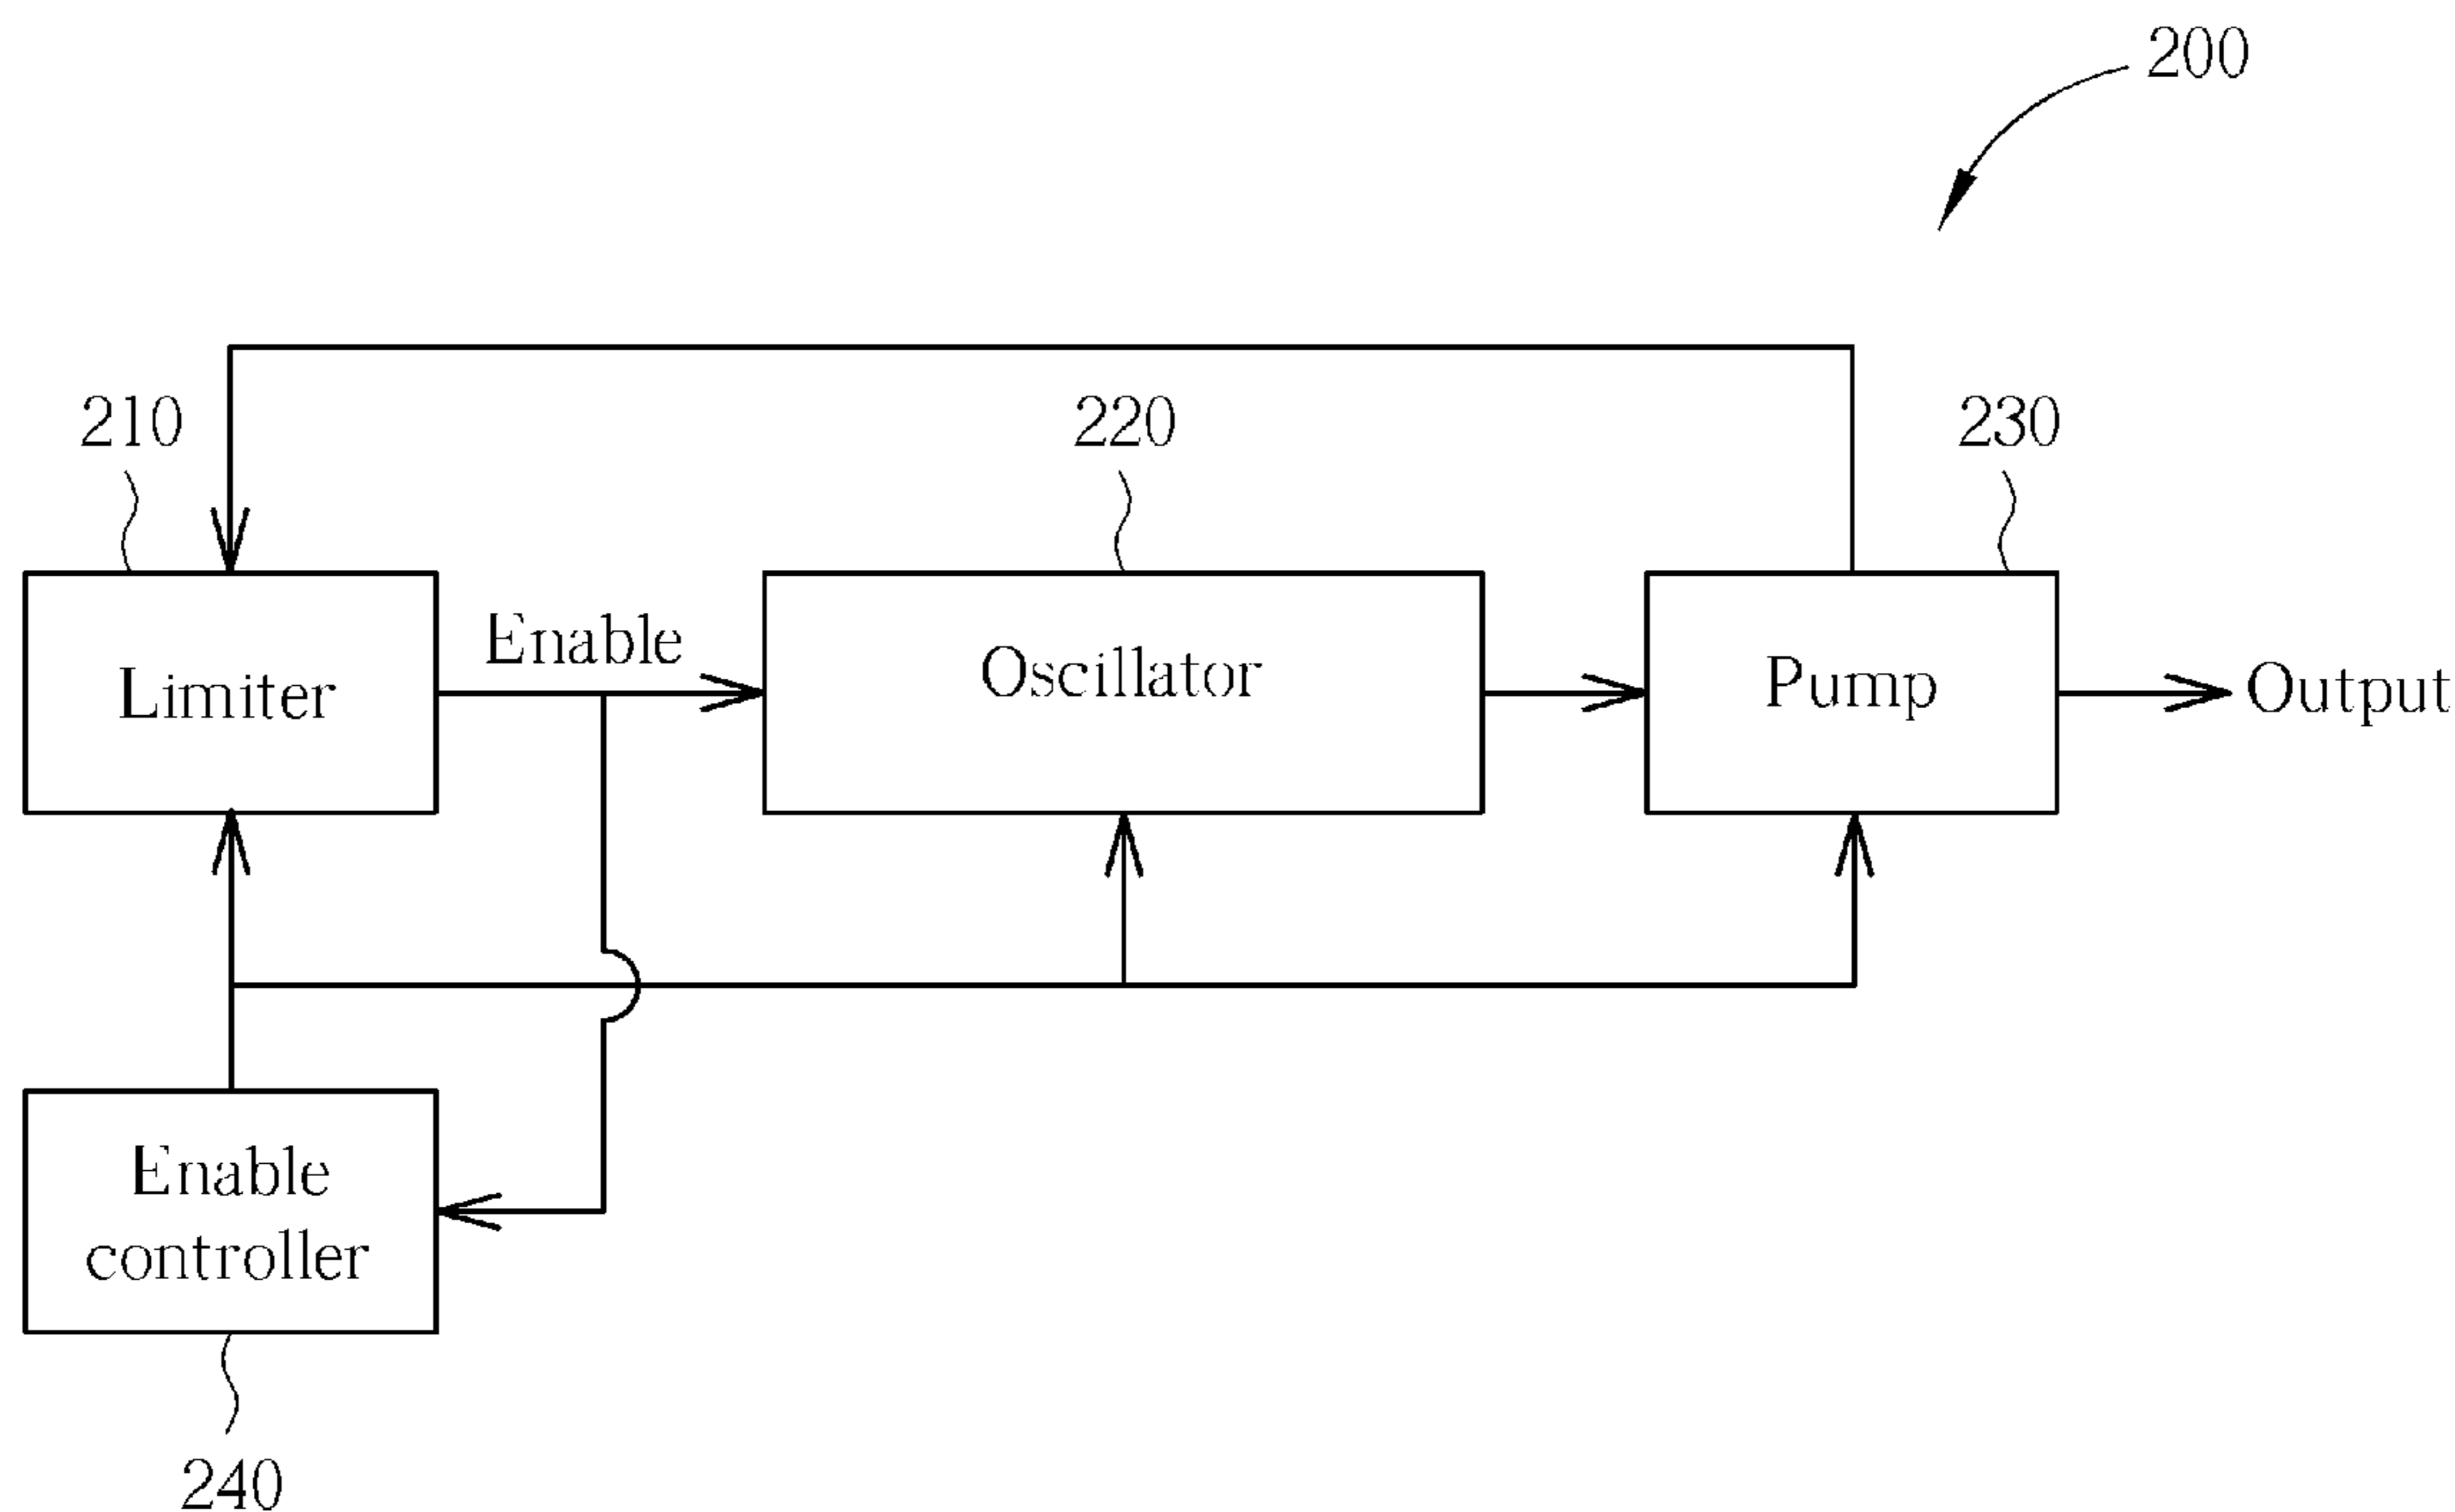 200
210
220
230
Enable
Limiter
Oscillator
Pump
Output
Enable
controller
240